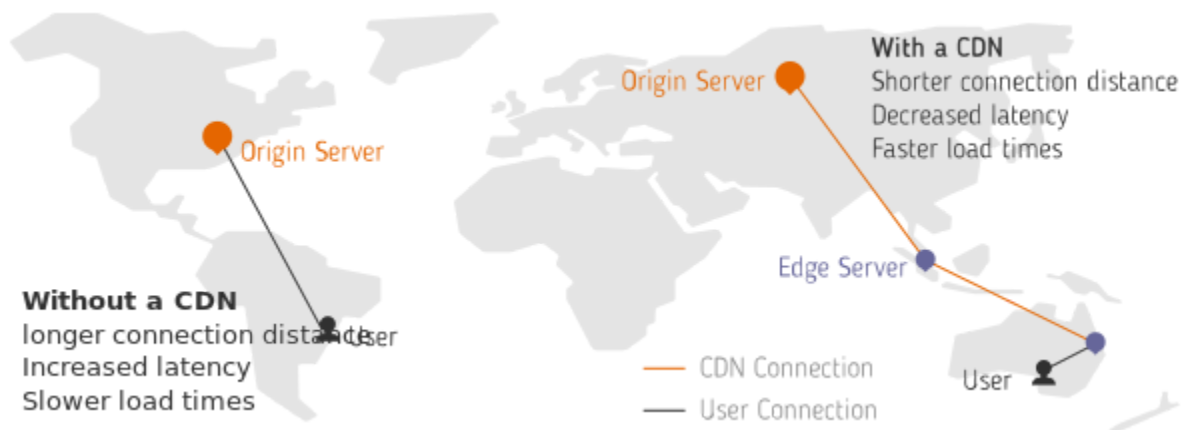 With a CDN
Shorter connection distance
Decreased latency
Faster load times
Origin Server
Origin Server
Edge Server
Without a CDN
longer connection distance
Increased latency
Slower load times
User
User
CDN Connection
User Connection